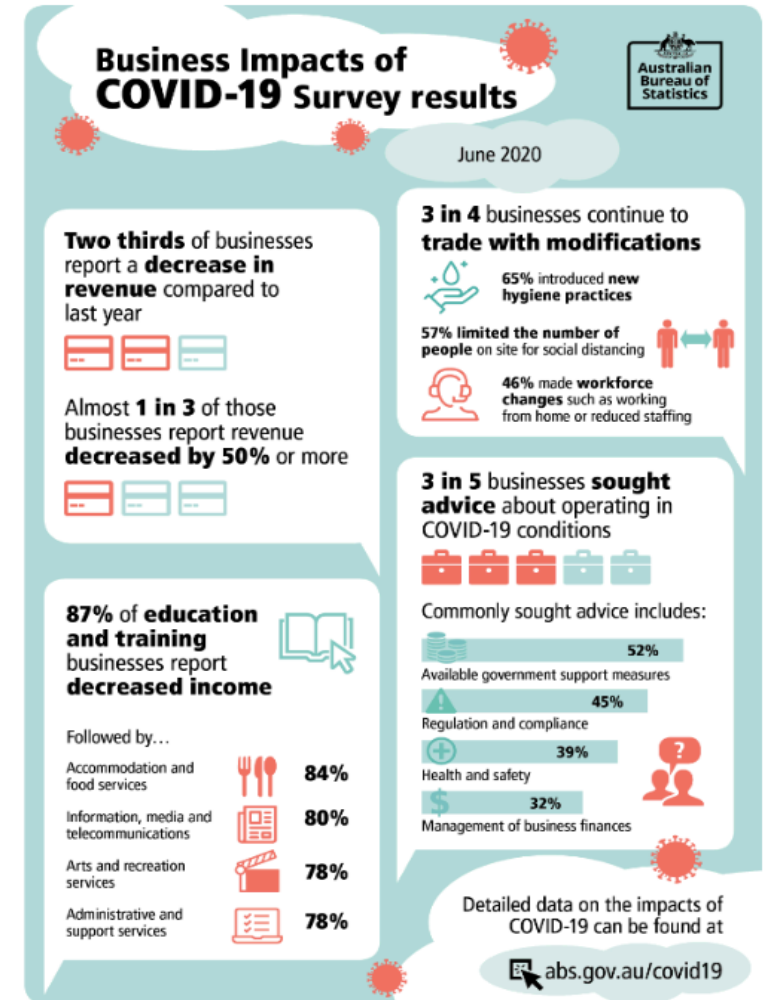 Business Impacts of
COVID-19 Survey results
Australian
Bureau of
Statistics
June 2020
Two thirds of businesses
report a decrease in
revenue compared to
last year
Almost 1 in 3 of those
businesses report revenue
decreased by 50% or more
87% of education
and training
businesses report
decreased income
Followed by...
Accommodation and
food services
84%
Information, media and
telecommunications
80%
Arts and recreation
services
78%
Administrative and
support services
78%
3 in 4 businesses continue to
trade with modifications
65% introduced new
hygiene practices
57% limited the number of
people on site for social distancing
46% made workforce
changes such as working
from home or reduced staffing
3 in 5 businesses sought
advice about operating in
COVID-19 conditions
Commonly sought advice includes:
52%
Available government support measures
45%
Regulation and compliance
39%
Health and safety
$
32%
Management of business finances
?
Detailed data on the impacts of
COVID-19 can be found at
abs.gov.au/covid19